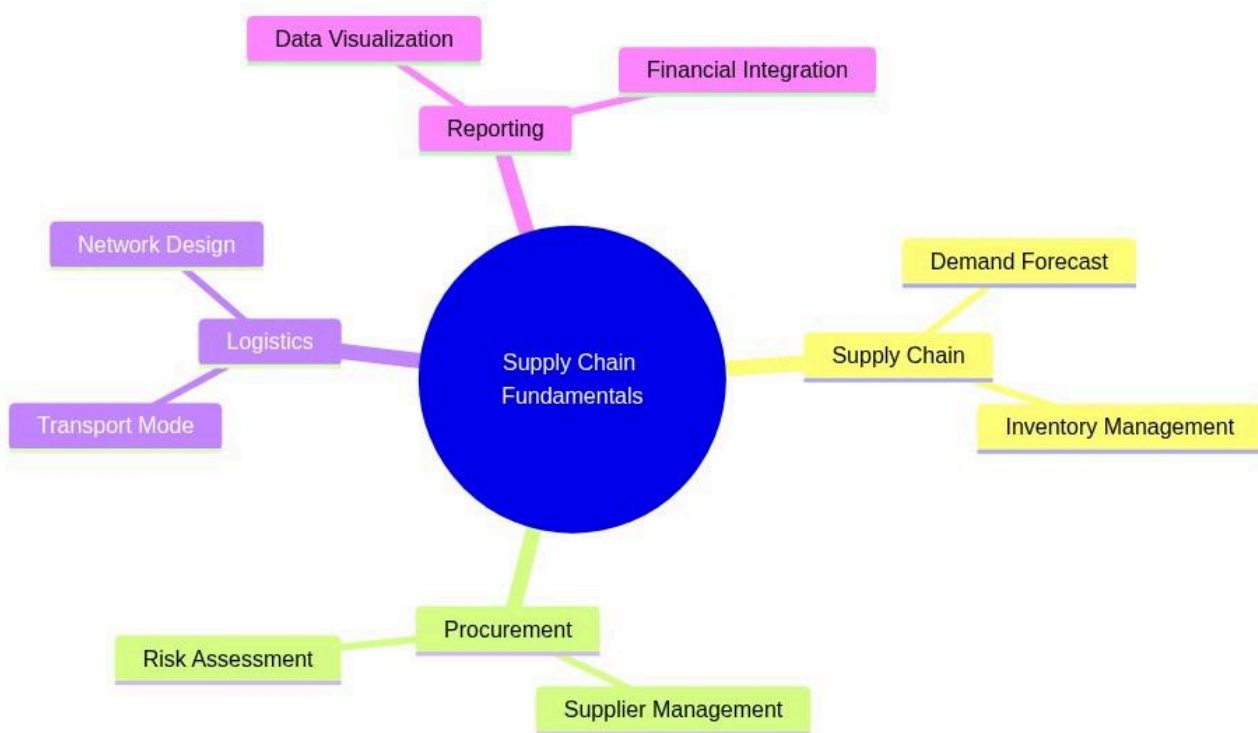 Data Visualization
Financial Integration
Reporting
Network Design
Demand Forecast
Logistics
Supply Chain
Supply Chain
Fundamentals
Transport Mode
Inventory Management
Procurement
Risk Assessment
Supplier Management